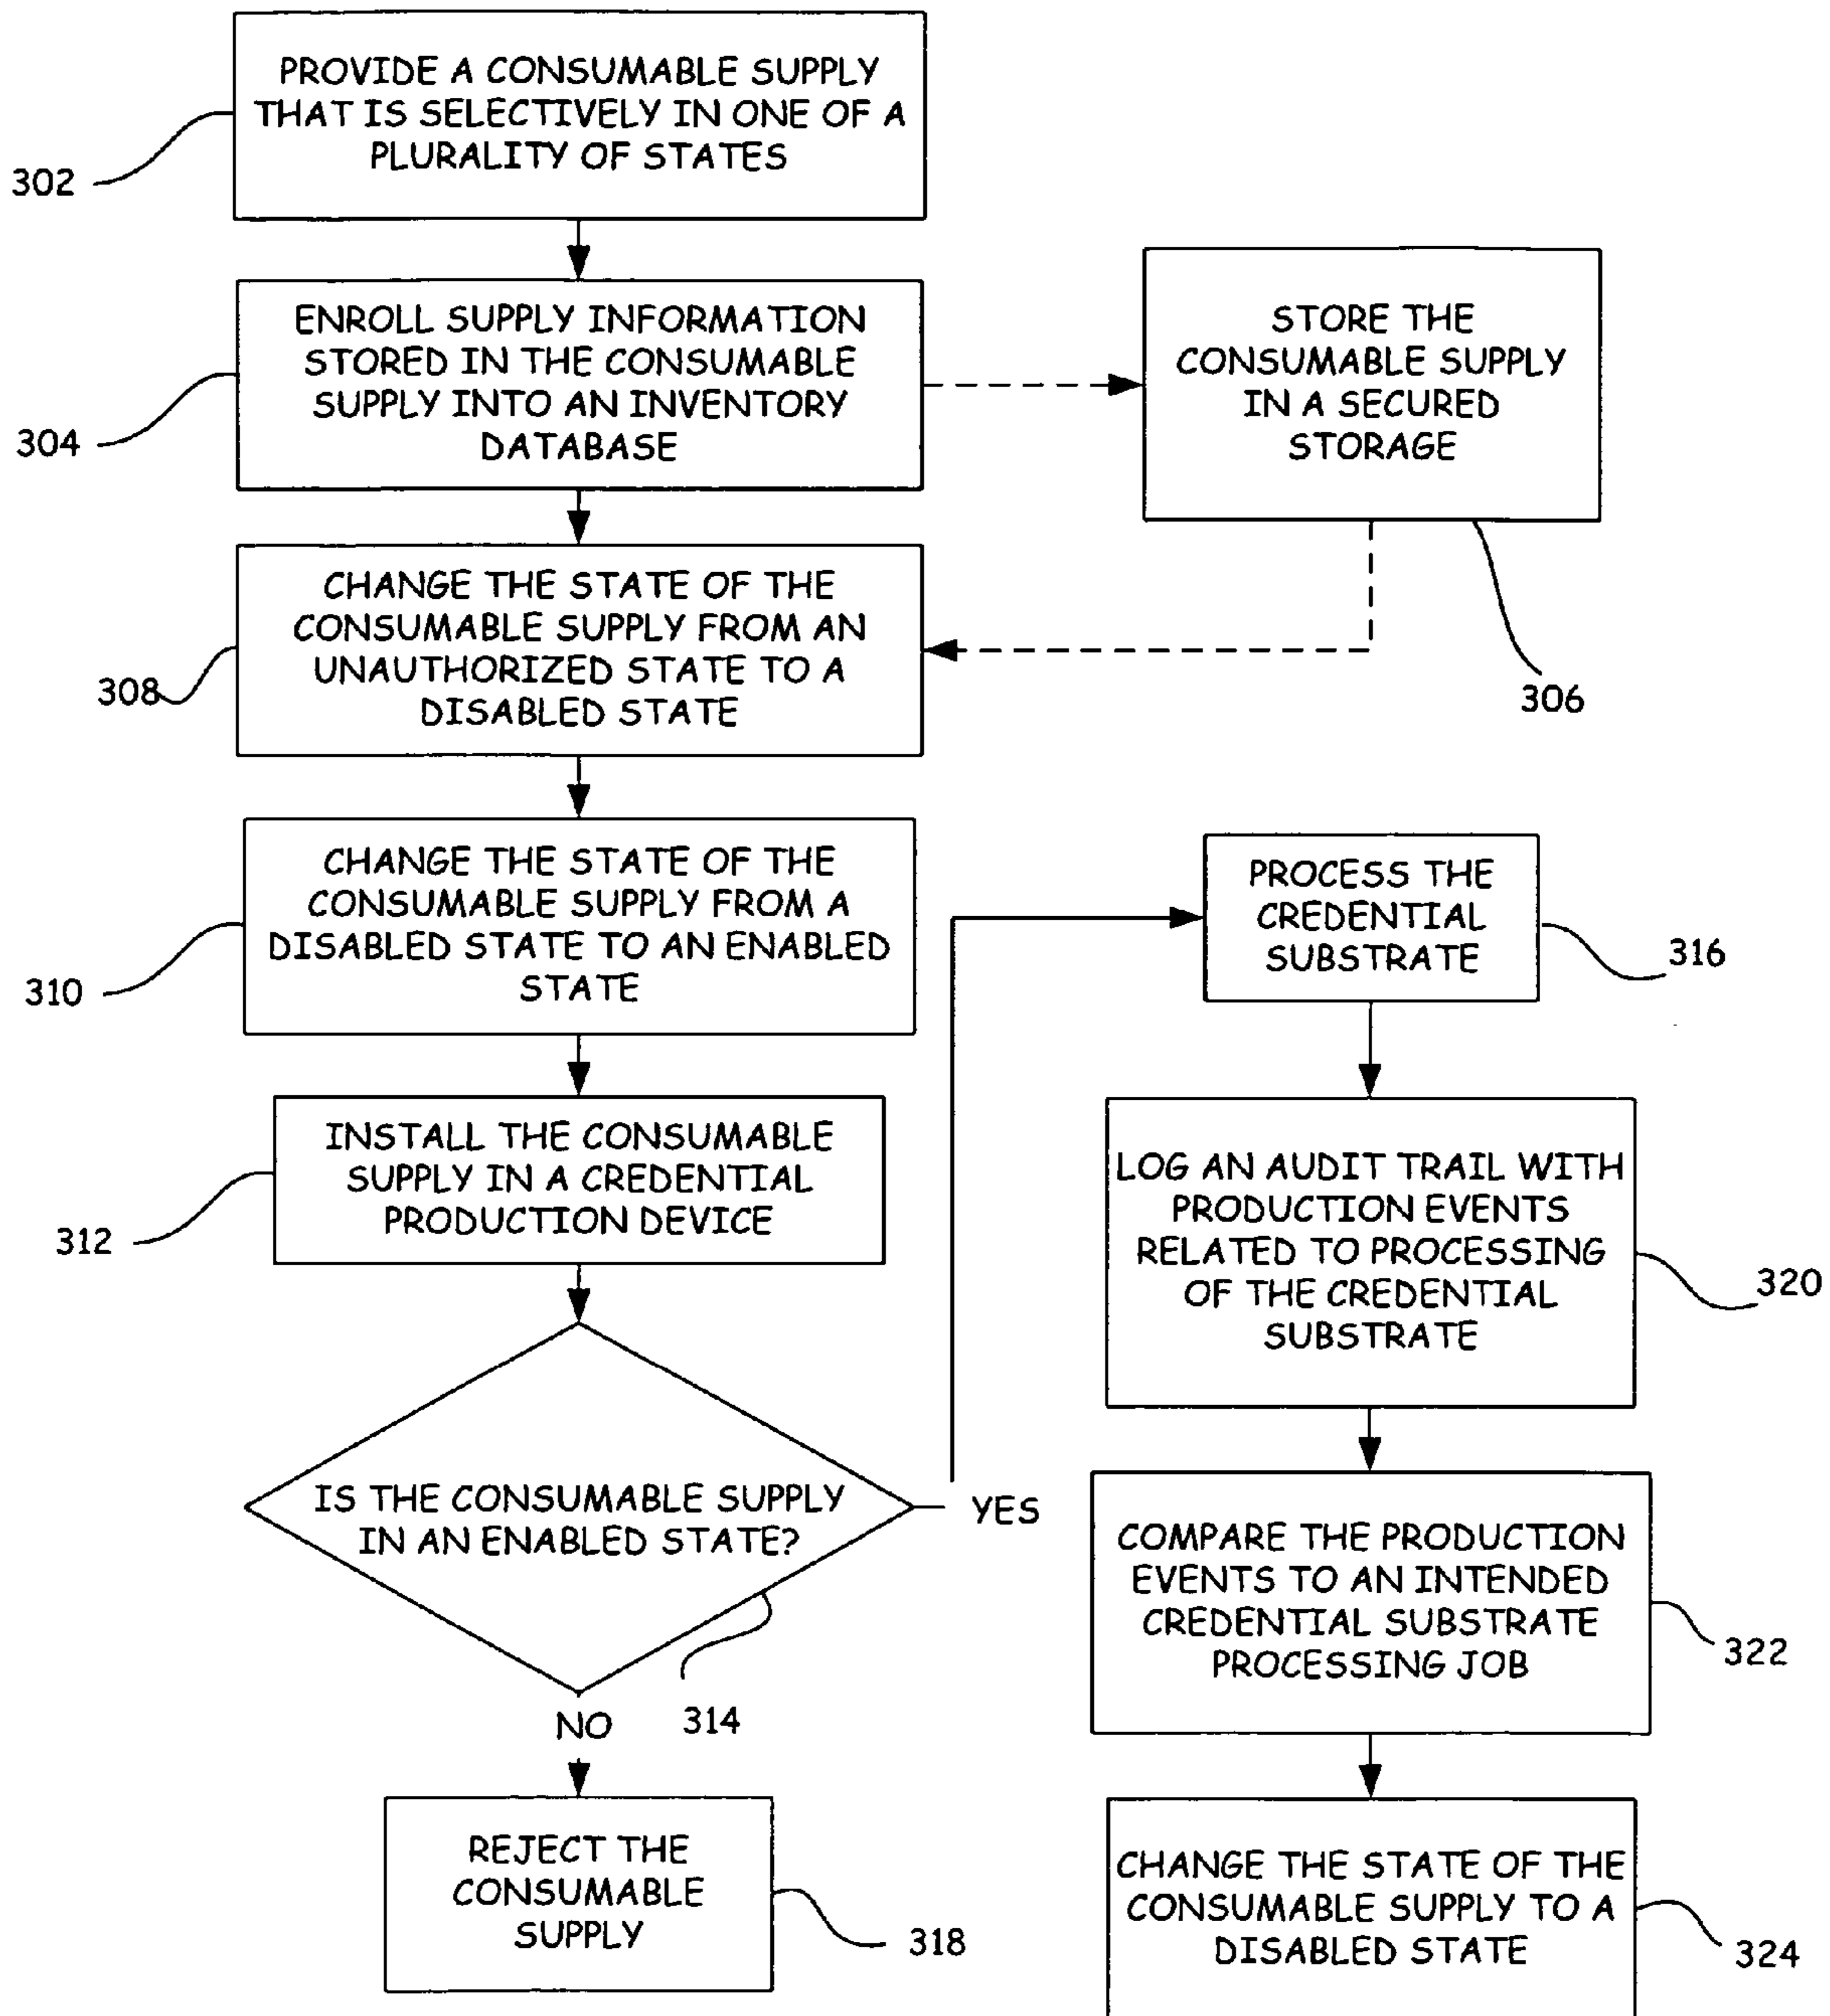 PROVIDE A CONSUMABLE SUPPLY
THAT IS SELECTIVELY IN ONE OF A
PLURALITY OF STATES
302
ENROLL SUPPLY INFORMATION
STORED IN THE CONSUMABLE
SUPPLY INTO AN INVENTORY
DATABASE
304
STORE THE
CONSUMABLE SUPPLY
IN A SECURED
STORAGE
306
CHANGE THE STATE OF THE
CONSUMABLE SUPPLY FROM AN
UNAUTHORIZED STATE TO A
DISABLED STATE
308
CHANGE THE STATE OF THE
CONSUMABLE SUPPLY FROM A
DISABLED STATE TO AN ENABLED
STATE
310
INSTALL THE CONSUMABLE
SUPPLY IN A CREDENTIAL
PRODUCTION DEVICE
312
IS THE CONSUMABLE SUPPLY
IN AN ENABLED STATE?
YES
NO
314
REJECT THE
CONSUMABLE
SUPPLY
318
PROCESS THE
CREDENTIAL
SUBSTRATE
316
LOG AN AUDIT TRAIL WITH
PRODUCTION EVENTS
RELATED TO PROCESSING
OF THE CREDENTIAL
SUBSTRATE
320
COMPARE THE PRODUCTION
EVENTS TO AN INTENDED
CREDENTIAL SUBSTRATE
PROCESSING JOB
322
CHANGE THE STATE OF THE
CONSUMABLE SUPPLY TO A
DISABLED STATE
324